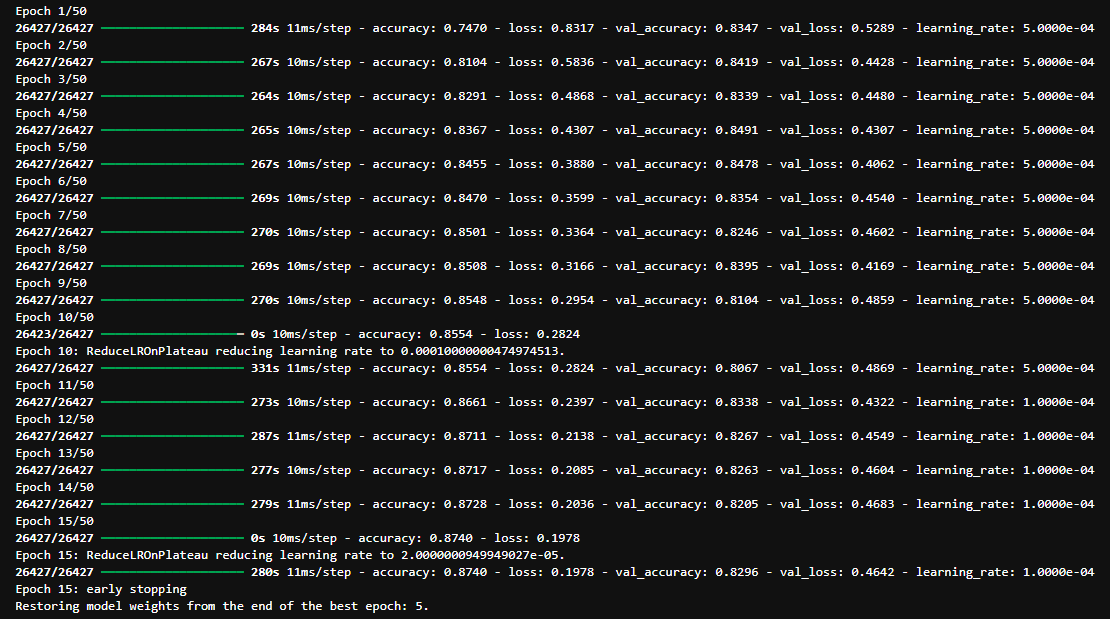 Epoch 1/50
26427/26427 ━━━━━━━━━━━━━━━━━━━━ 284s 11ms/step - accuracy: 0.7470 - loss: 0.8317 - val_accuracy: 0.8347 - val_loss: 0.5289 - learning_rate: 5.0000e-04
Epoch 2/50
26427/26427 ━━━━━━━━━━━━━━━━━━━━ 267s 10ms/step - accuracy: 0.8104 - loss: 0.5836 - val_accuracy: 0.8419 - val_loss: 0.4428 - learning_rate: 5.0000e-04
Epoch 3/50
26427/26427 ━━━━━━━━━━━━━━━━━━━━ 264s 10ms/step - accuracy: 0.8291 - loss: 0.4868 - val_accuracy: 0.8339 - val_loss: 0.4480 - learning_rate: 5.0000e-04
Epoch 4/50
26427/26427 ━━━━━━━━━━━━━━━━━━━━ 265s 10ms/step - accuracy: 0.8367 - loss: 0.4307 - val_accuracy: 0.8491 - val_loss: 0.4307 - learning_rate: 5.0000e-04
Epoch 5/50
26427/26427 ━━━━━━━━━━━━━━━━━━━━ 267s 10ms/step - accuracy: 0.8455 - loss: 0.3880 - val_accuracy: 0.8478 - val_loss: 0.4062 - learning_rate: 5.0000e-04
Epoch 6/50
26427/26427 ━━━━━━━━━━━━━━━━━━━━ 269s 10ms/step - accuracy: 0.8470 - loss: 0.3599 - val_accuracy: 0.8354 - val_loss: 0.4540 - learning_rate: 5.0000e-04
Epoch 7/50
26427/26427 ━━━━━━━━━━━━━━━━━━━━ 270s 10ms/step - accuracy: 0.8501 - loss: 0.3364 - val_accuracy: 0.8246 - val_loss: 0.4602 - learning_rate: 5.0000e-04
Epoch 8/50
26427/26427 ━━━━━━━━━━━━━━━━━━━━ 269s 10ms/step - accuracy: 0.8508 - loss: 0.3166 - val_accuracy: 0.8395 - val_loss: 0.4169 - learning_rate: 5.0000e-04
Epoch 9/50
26427/26427 ━━━━━━━━━━━━━━━━━━━━ 270s 10ms/step - accuracy: 0.8548 - loss: 0.2954 - val_accuracy: 0.8104 - val_loss: 0.4859 - learning_rate: 5.0000e-04
Epoch 10/50
26423/26427 ━━━━━━━━━━━━━━━━━━━━ 0s 10ms/step - accuracy: 0.8554 - loss: 0.2824
Epoch 10: ReduceLROnPlateau reducing learning rate to 0.00010000000474974513.
26427/26427 ━━━━━━━━━━━━━━━━━━━━ 331s 11ms/step - accuracy: 0.8554 - loss: 0.2824 - val_accuracy: 0.8067 - val_loss: 0.4869 - learning_rate: 5.0000e-04
Epoch 11/50
26427/26427 ━━━━━━━━━━━━━━━━━━━━ 273s 10ms/step - accuracy: 0.8661 - loss: 0.2397 - val_accuracy: 0.8338 - val_loss: 0.4322 - learning_rate: 1.0000e-04
Epoch 12/50
26427/26427 ━━━━━━━━━━━━━━━━━━━━ 287s 11ms/step - accuracy: 0.8711 - loss: 0.2138 - val_accuracy: 0.8267 - val_loss: 0.4549 - learning_rate: 1.0000e-04
Epoch 13/50
26427/26427 ━━━━━━━━━━━━━━━━━━━━ 277s 10ms/step - accuracy: 0.8717 - loss: 0.2085 - val_accuracy: 0.8263 - val_loss: 0.4604 - learning_rate: 1.0000e-04
Epoch 14/50
26427/26427 ━━━━━━━━━━━━━━━━━━━━ 279s 11ms/step - accuracy: 0.8728 - loss: 0.2036 - val_accuracy: 0.8205 - val_loss: 0.4683 - learning_rate: 1.0000e-04
Epoch 15/50
26427/26427 ━━━━━━━━━━━━━━━━━━━━ 0s 10ms/step - accuracy: 0.8740 - loss: 0.1978
Epoch 15: ReduceLROnPlateau reducing learning rate to 2.0000000949949027e-05.
26427/26427 ━━━━━━━━━━━━━━━━━━━━ 280s 11ms/step - accuracy: 0.8740 - loss: 0.1978 - val_accuracy: 0.8296 - val_loss: 0.4642 - learning_rate: 1.0000e-04
Epoch 15: early stopping
Restoring model weights from the end of the best epoch: 5.